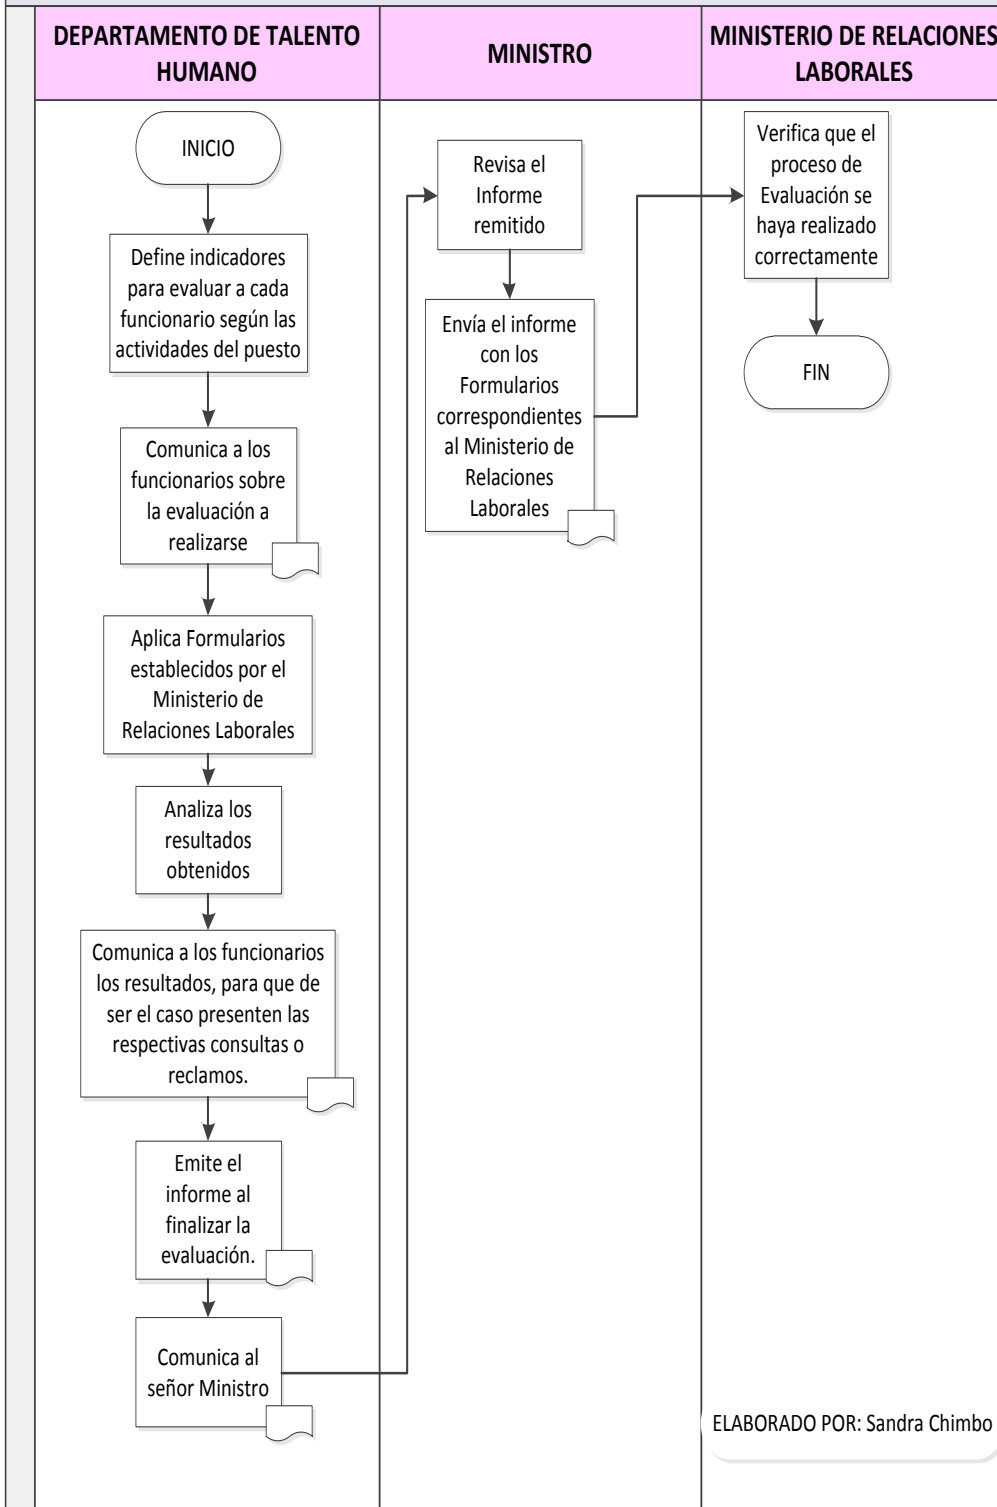 DEPARTAMENTO DE TALENTO
HUMANO
MINISTRO
MINISTERIO DE RELACIONES
LABORALES
INICIO
Define indicadores
para evaluar a cada
funcionario según las
actividades del puesto
Comunica a los
funcionarios sobre
la evaluación a
realizarse
Aplica Formularios
establecidos por el
Ministerio de
Relaciones Laborales
Analiza los
resultados
obtenidos
Comunica a los funcionarios
los resultados, para que de
ser el caso presenten las
respectivas consultas o
reclamos.
Emite el
informe al
finalizar la
evaluación.
Comunica al
señor Ministro
Revisa el
Informe
remitido
Envía el informe
con los
Formularios
correspondientes
al Ministerio de
Relaciones
Laborales
Verifica que el
proceso de
Evaluación se
haya realizado
correctamente
FIN
ELABORADO POR: Sandra Chimbo